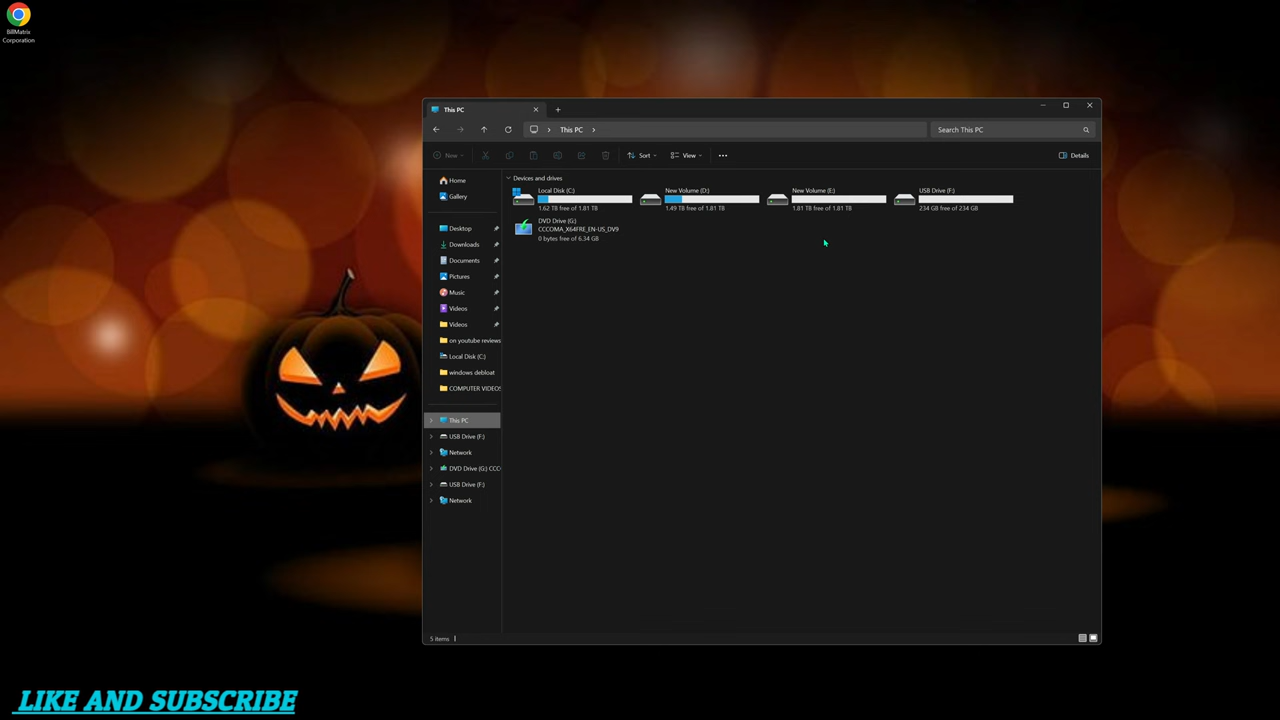 BillMatrix
Corporation
This PC
This PC
Search This PC
New
Sort
View
Details
Home
Gallery
Desktop
Downloads
Documents
Pictures
Music
Videos
Videos
on youtube reviews
Local Disk (C:)
windows debloat
COMPUTER VIDEOS
This PC
USB Drive (F:)
Network
DVD Drive (G:) CCC
USB Drive (F:)
Network
Devices and drives
Local Disk (C:)
1.62 TB free of 1.81 TB
New Volume (D:)
1.49 TB free of 1.81 TB
New Volume (E:)
1.81 TB free of 1.81 TB
USB Drive (F:)
234 GB free of 234 GB
DVD Drive (G:)
CCCOMA_X64FRE_EN-US_DV9
0 bytes free of 6.34 GB
5 items
LIKE AND SUBSCRIBE